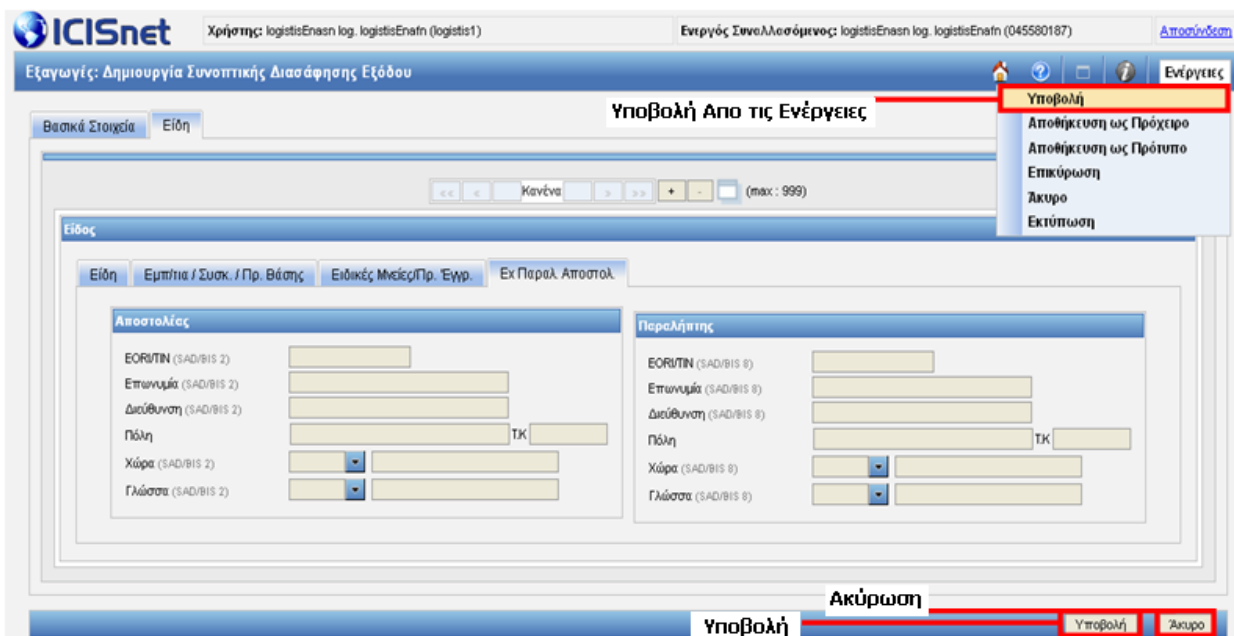 ICISnet Χρήστης: logistisEnasn log. logistisEnafn (logistis1) Ενεργός Συναλλασόμενος: logistisEnasn log. logistisEnafn (045580187) Αποσύνδεση
Εξαγωγές: Δημιουργία Συνοπτικής Διασάφησης Εξόδου Ενέργειες
Υποβολή Απο τις Ενέργειες
Υποβολή
Αποθήκευση ως Πρόχειρο
Αποθήκευση ως Πρότυπο
Επικύρωση
Άκυρο
Εκτύπωση
Βασικά Στοιχεία Είδη
<< < Κανένα > >> + - (max : 999)
Είδος
Είδη Εμπ/τια / Συσκ. / Πρ. Βάσης Ειδικές Μνείες/Πρ. Έγγρ. Εx Παραλ. Αποστολ.
Αποστολέας
EORI/TIN (SAD/BIS 2)
Επωνυμία (SAD/BIS 2)
Διεύθυνση (SAD/BIS 2)
Πόλη Τ.Κ
Χώρα (SAD/BIS 2)
Γλώσσα (SAD/BIS 2)
Παραλήπτης
EORI/TIN (SAD/BIS 8)
Επωνυμία (SAD/BIS 8)
Διεύθυνση (SAD/BIS 8)
Πόλη Τ.Κ
Χώρα (SAD/BIS 8)
Γλώσσα (SAD/BIS 8)
Ακύρωση
Υποβολή
Υποβολή Άκυρο